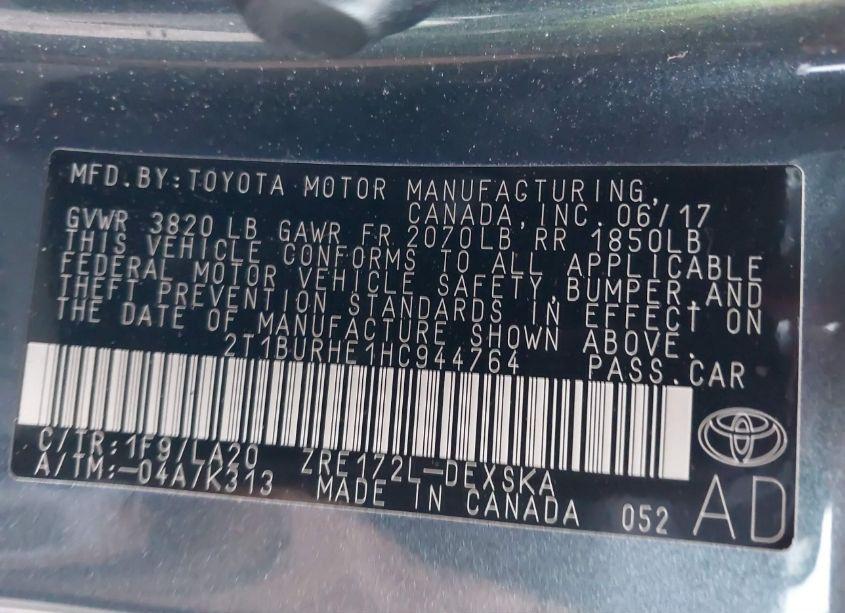 MFD.BY:TOYOTA MOTOR MANUFACTURING,
CANADA,INC. 06/17
GVWR 3820 LB GAWR FR 2070LB RR 1850LB
THIS VEHICLE CONFORMS TO ALL APPLICABLE
FEDERAL MOTOR VEHICLE SAFETY,BUMPER,AND
THEFT PREVENTION STANDARDS IN EFFECT ON
THE DATE OF MANUFACTURE SHOWN ABOVE.
2T1BURHE1HC944764 PASS.CAR
C/TR:1F9/LA20 ZRE172L-DEXSKA
A/TM:-04A/K313 MADE IN CANADA 052 AD